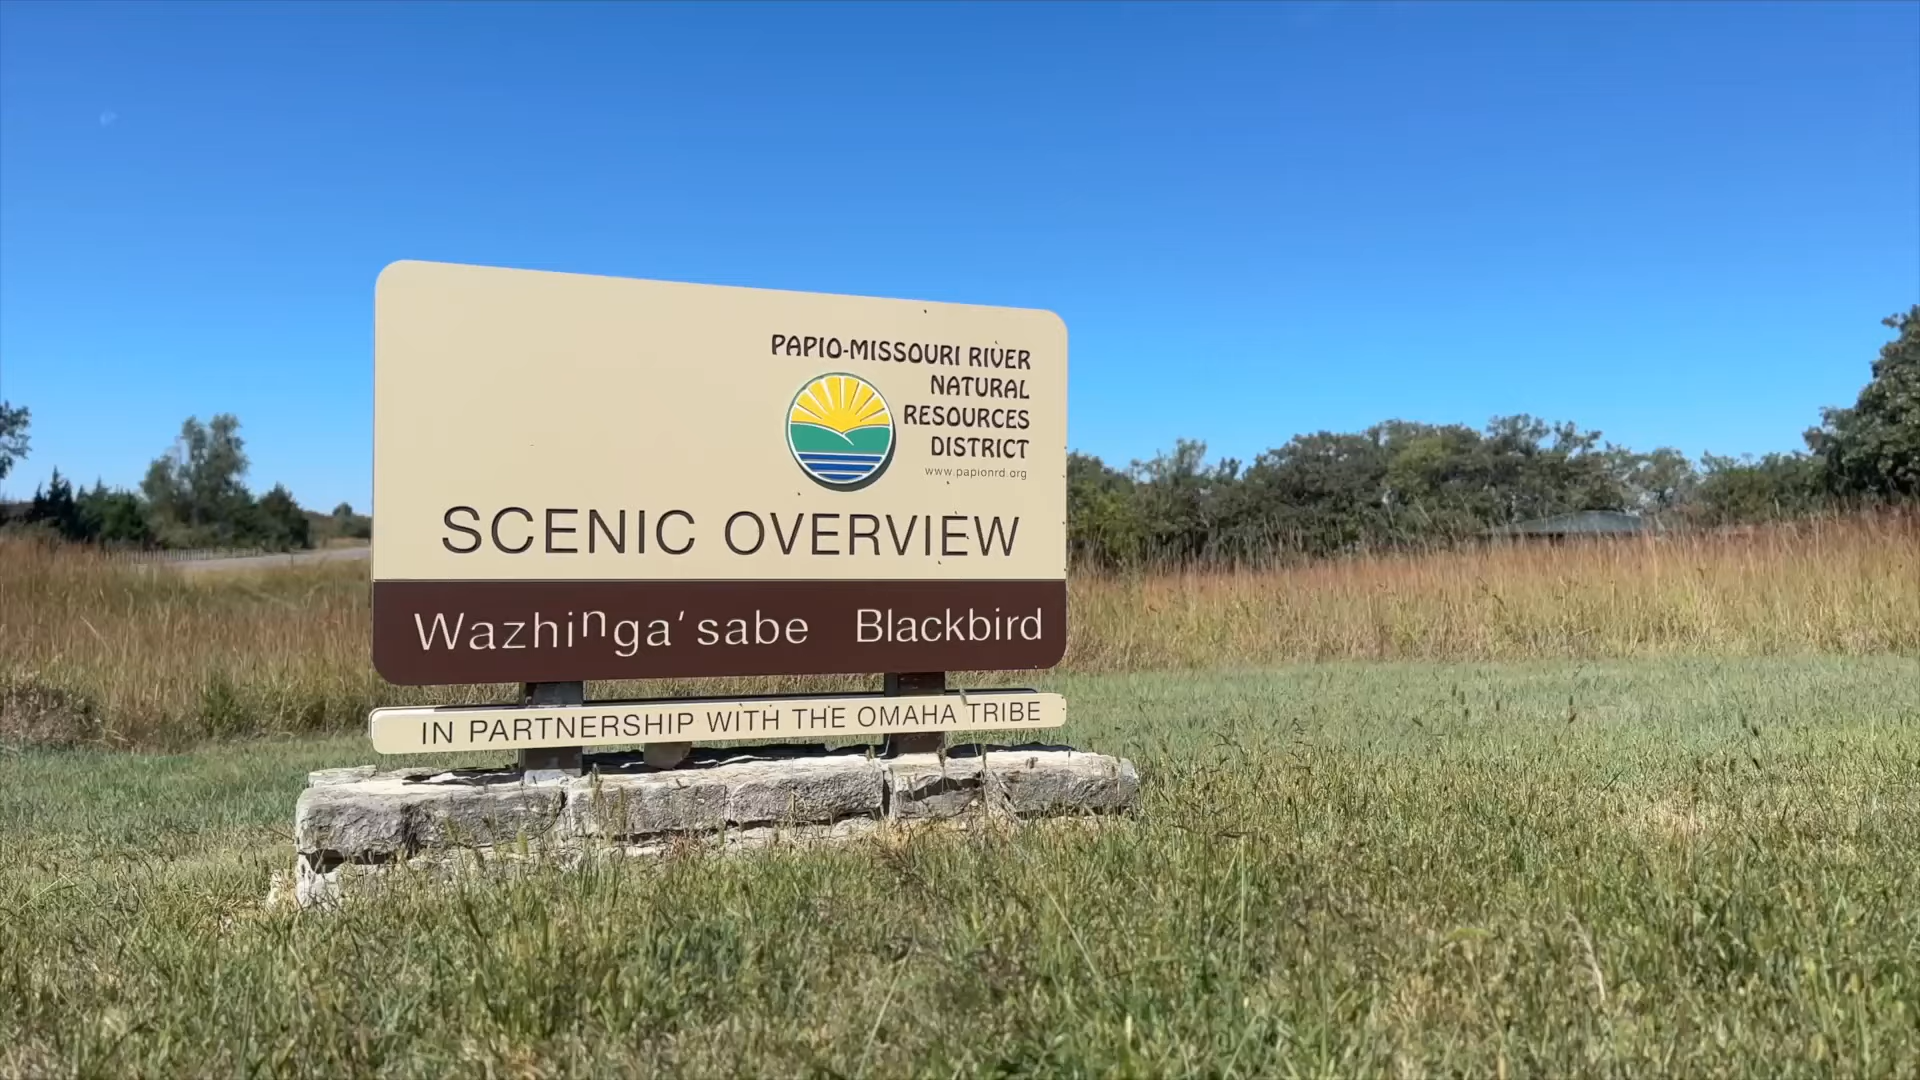 PAPIO-MISSOURI RIVER
NATURAL
RESOURCES
DISTRICT
www.papionrd.org
SCENIC OVERVIEW
Wazhiⁿga'sabe Blackbird
IN PARTNERSHIP WITH THE OMAHA TRIBE